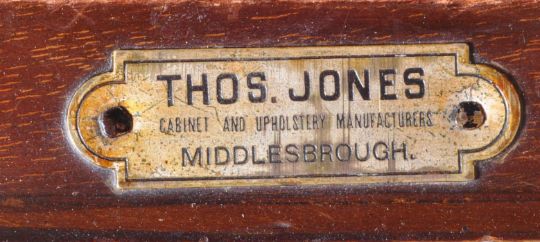 THOS. JONES
CABINET AND UPHOLSTERY MANUFACTURERS
MIDDLESBROUGH.